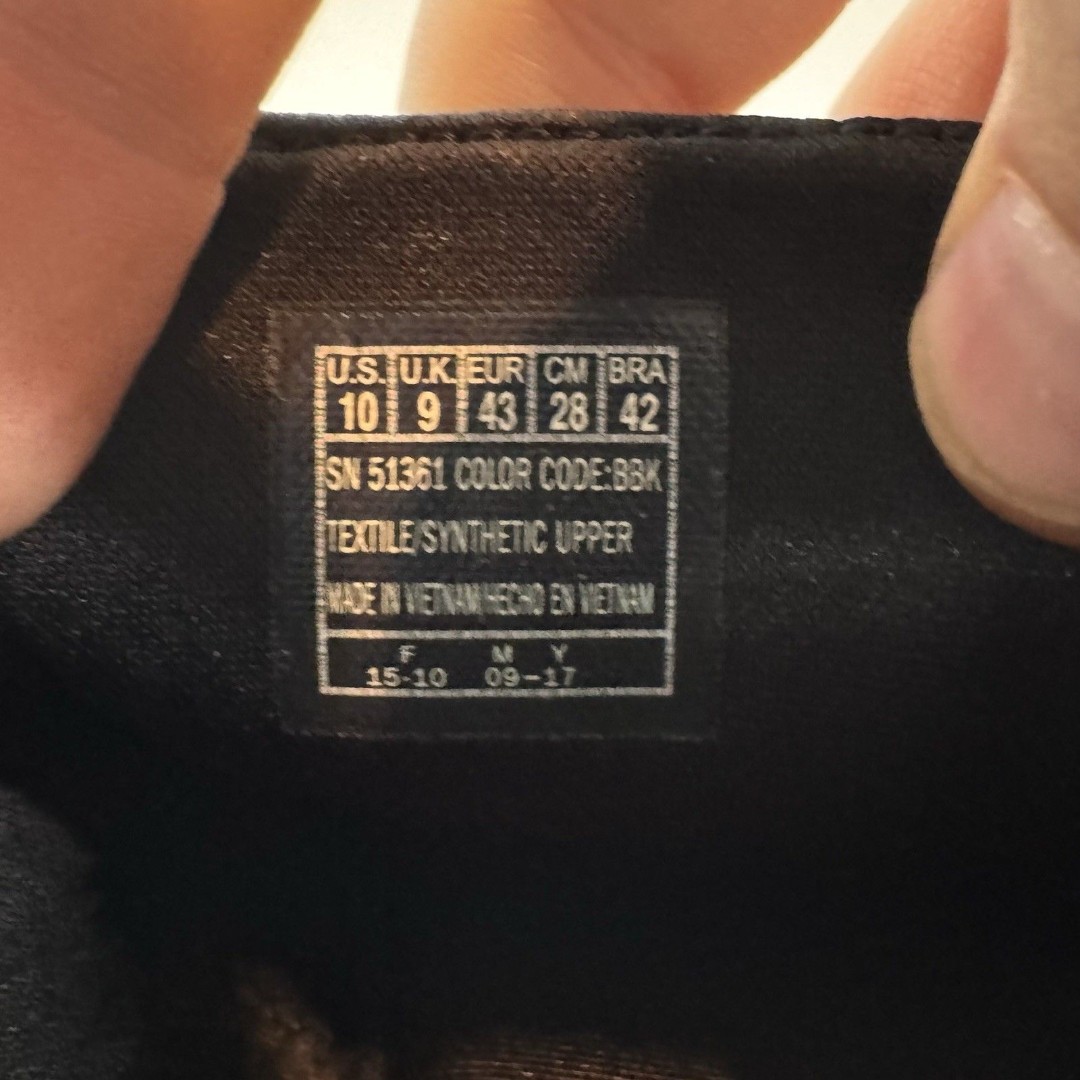 U.S. U.K. EUR CM BRA
10 9 43 28 42
SN 51361 COLOR CODE:BBK
TEXTILE/SYNTHETIC UPPER
MADE IN VIETNAM/HECHO EN VIETNAM
F M Y
15-10 09-17